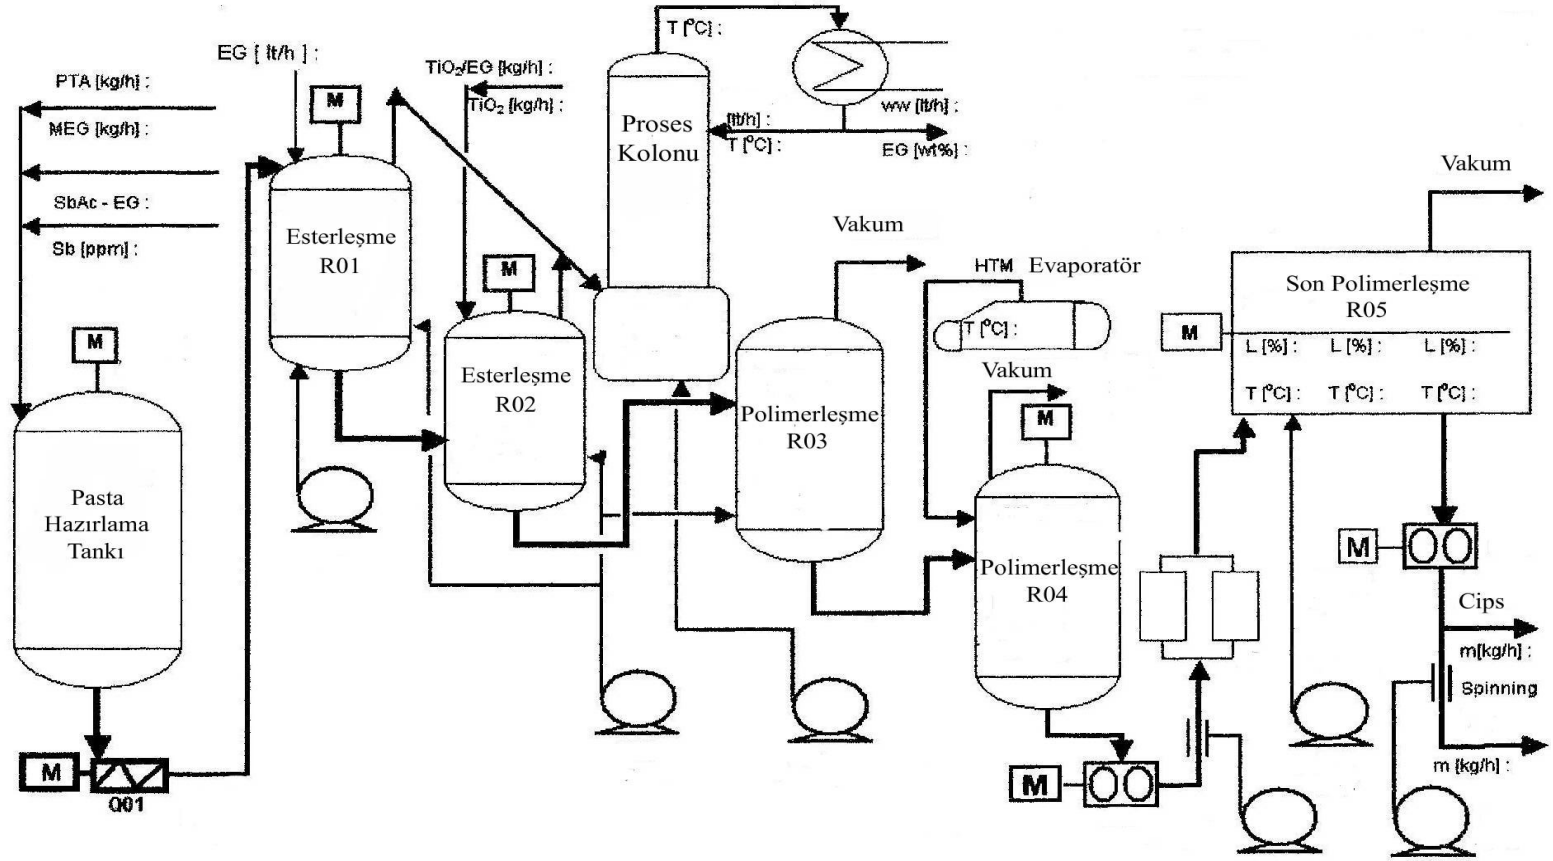 EG [ lt/h ] :
PTA [kg/h] :
MEG [kg/h] :
SbAc - EG :
Sb [ppm] :
M
Esterleşme
R01
M
Pasta
Hazırlama
Tankı
M
Q01
TiO₂/EG [kg/h] :
TiO₂ [kg/h] :
M
Esterleşme
R02
T [°C] :
Proses
Kolonu
[lt/h] :
T [°C] :
ww [lt/h] :
EG [wt%] :
Vakum
Polimerleşme
R03
HTM Evaporatör
T [°C] :
Vakum
M
Polimerleşme
R04
M
Vakum
Son Polimerleşme
R05
M
L [%] : L [%] : L [%] :
T [°C] : T [°C] : T [°C] :
M
Cips
m[kg/h] :
Spinning
m [kg/h] :